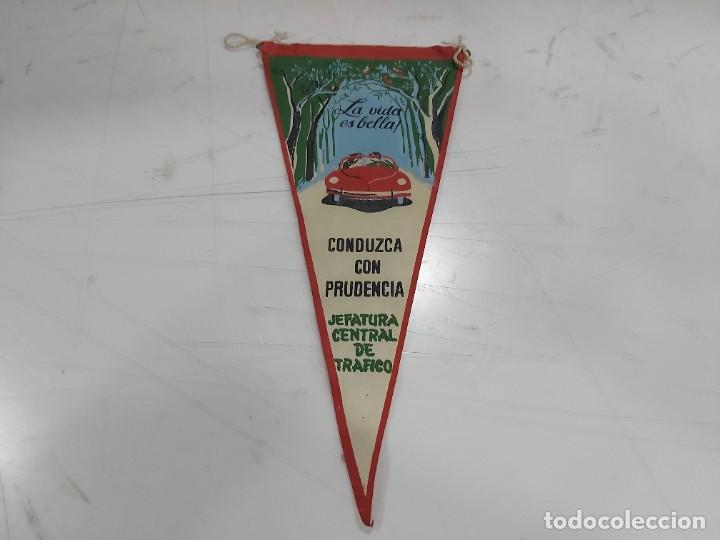 La vida
es bella!
CONDUZCA
CON
PRUDENCIA
JEFATURA
CENTRAL
DE
TRAFICO
todocoleccion